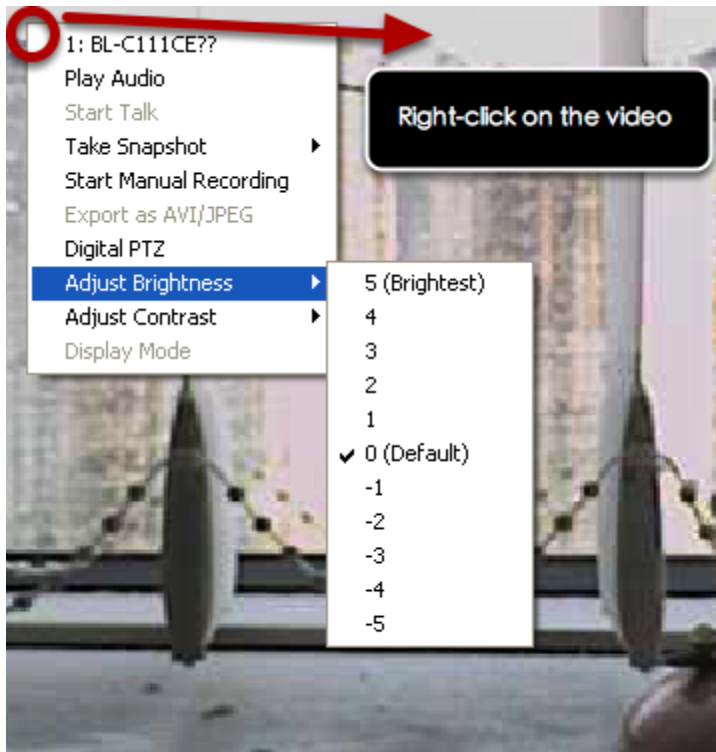 1: BL-C111CE??
Play Audio
Start Talk
Take Snapshot
Start Manual Recording
Export as AVI/JPEG
Digital PTZ
Adjust Brightness
Adjust Contrast
Display Mode
Right-click on the video
5 (Brightest)
4
3
2
1
0 (Default)
-1
-2
-3
-4
-5